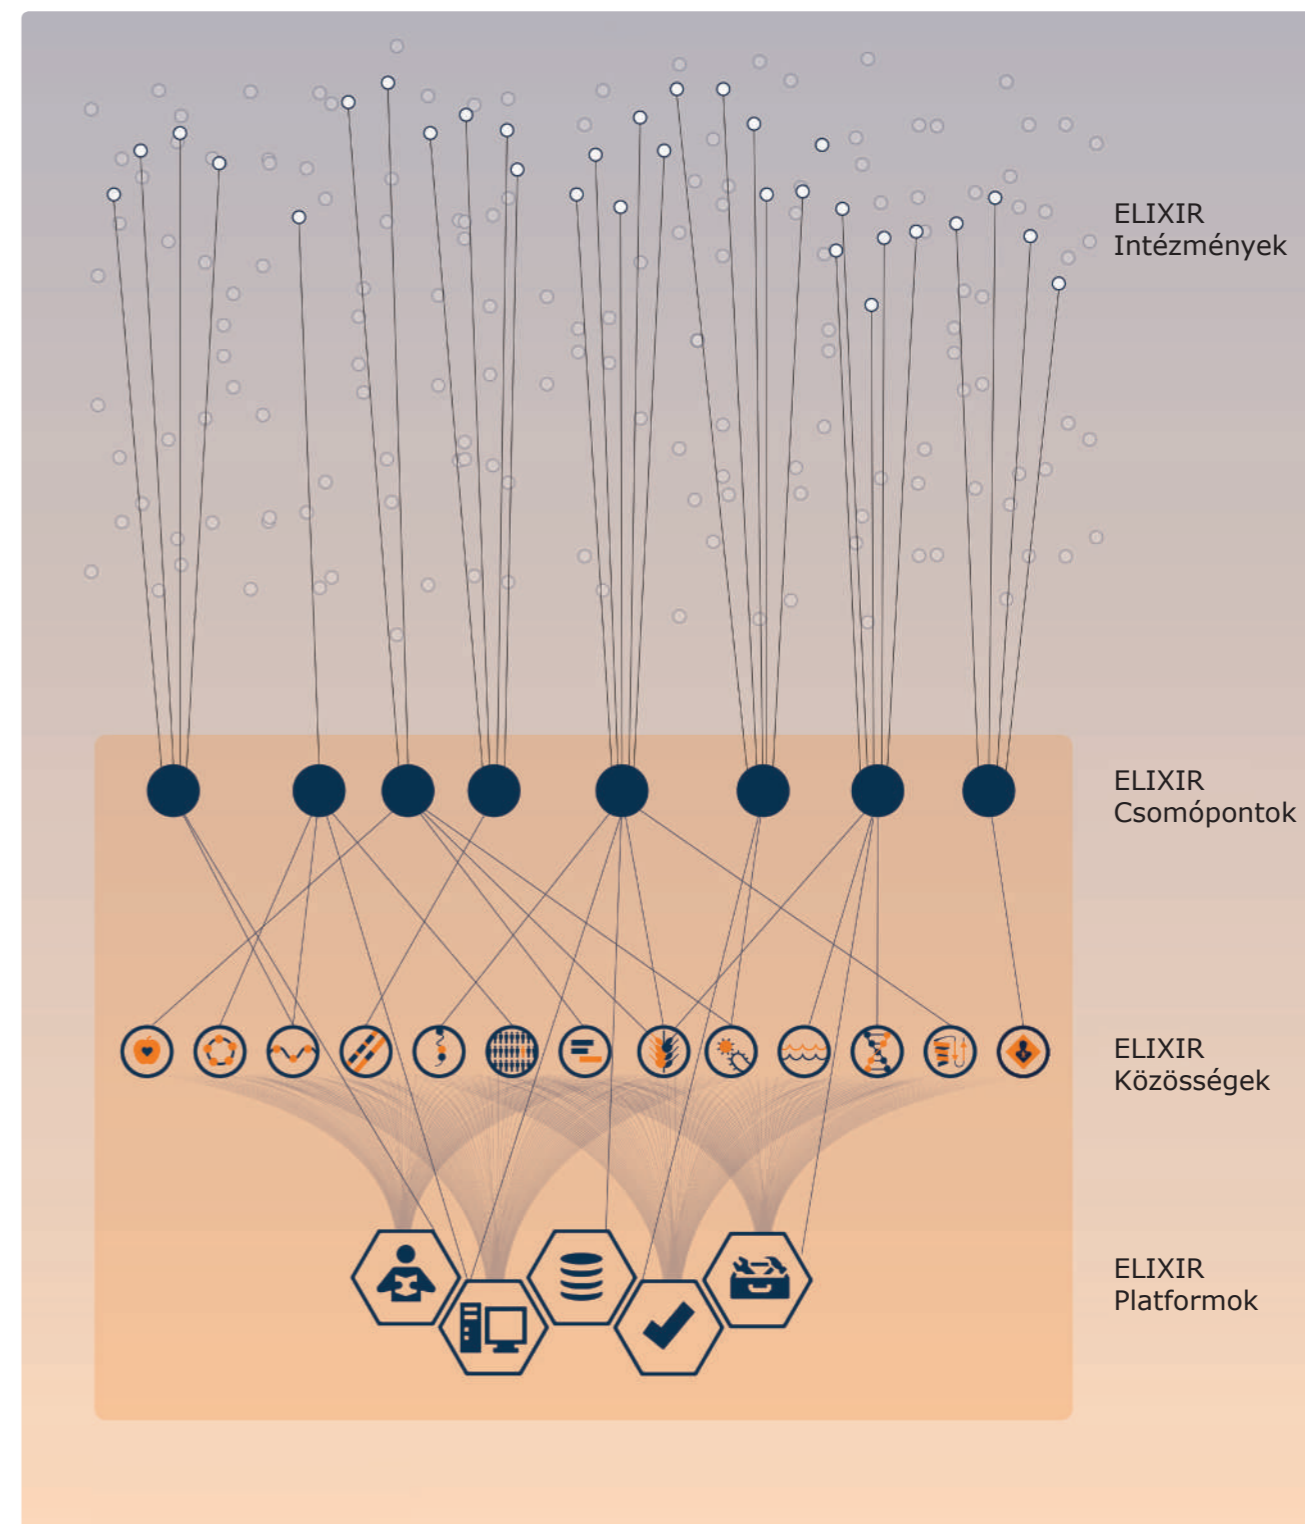 ELIXIR
Intézmények
ELIXIR
Csomópontok
ELIXIR
Közösségek
ELIXIR
Platformok